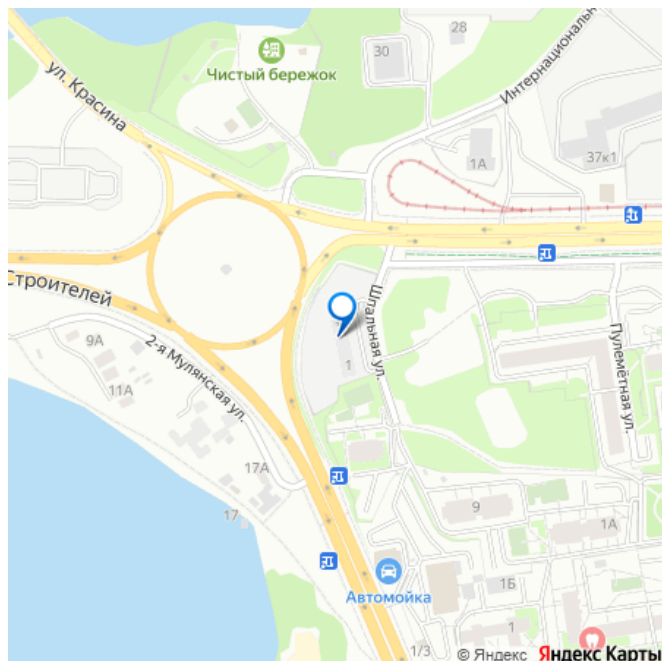 28
30
ул. Красина
Чистый бережок
Интернациональн
1А
37к1
Шпальная ул.
Строителей
9А
2-я Мулянская ул.
11А
1
Пулемётная ул.
17А
17
9
1А
Автомойка
1Б
1
1/3
© Яндекс Яндекс Карты